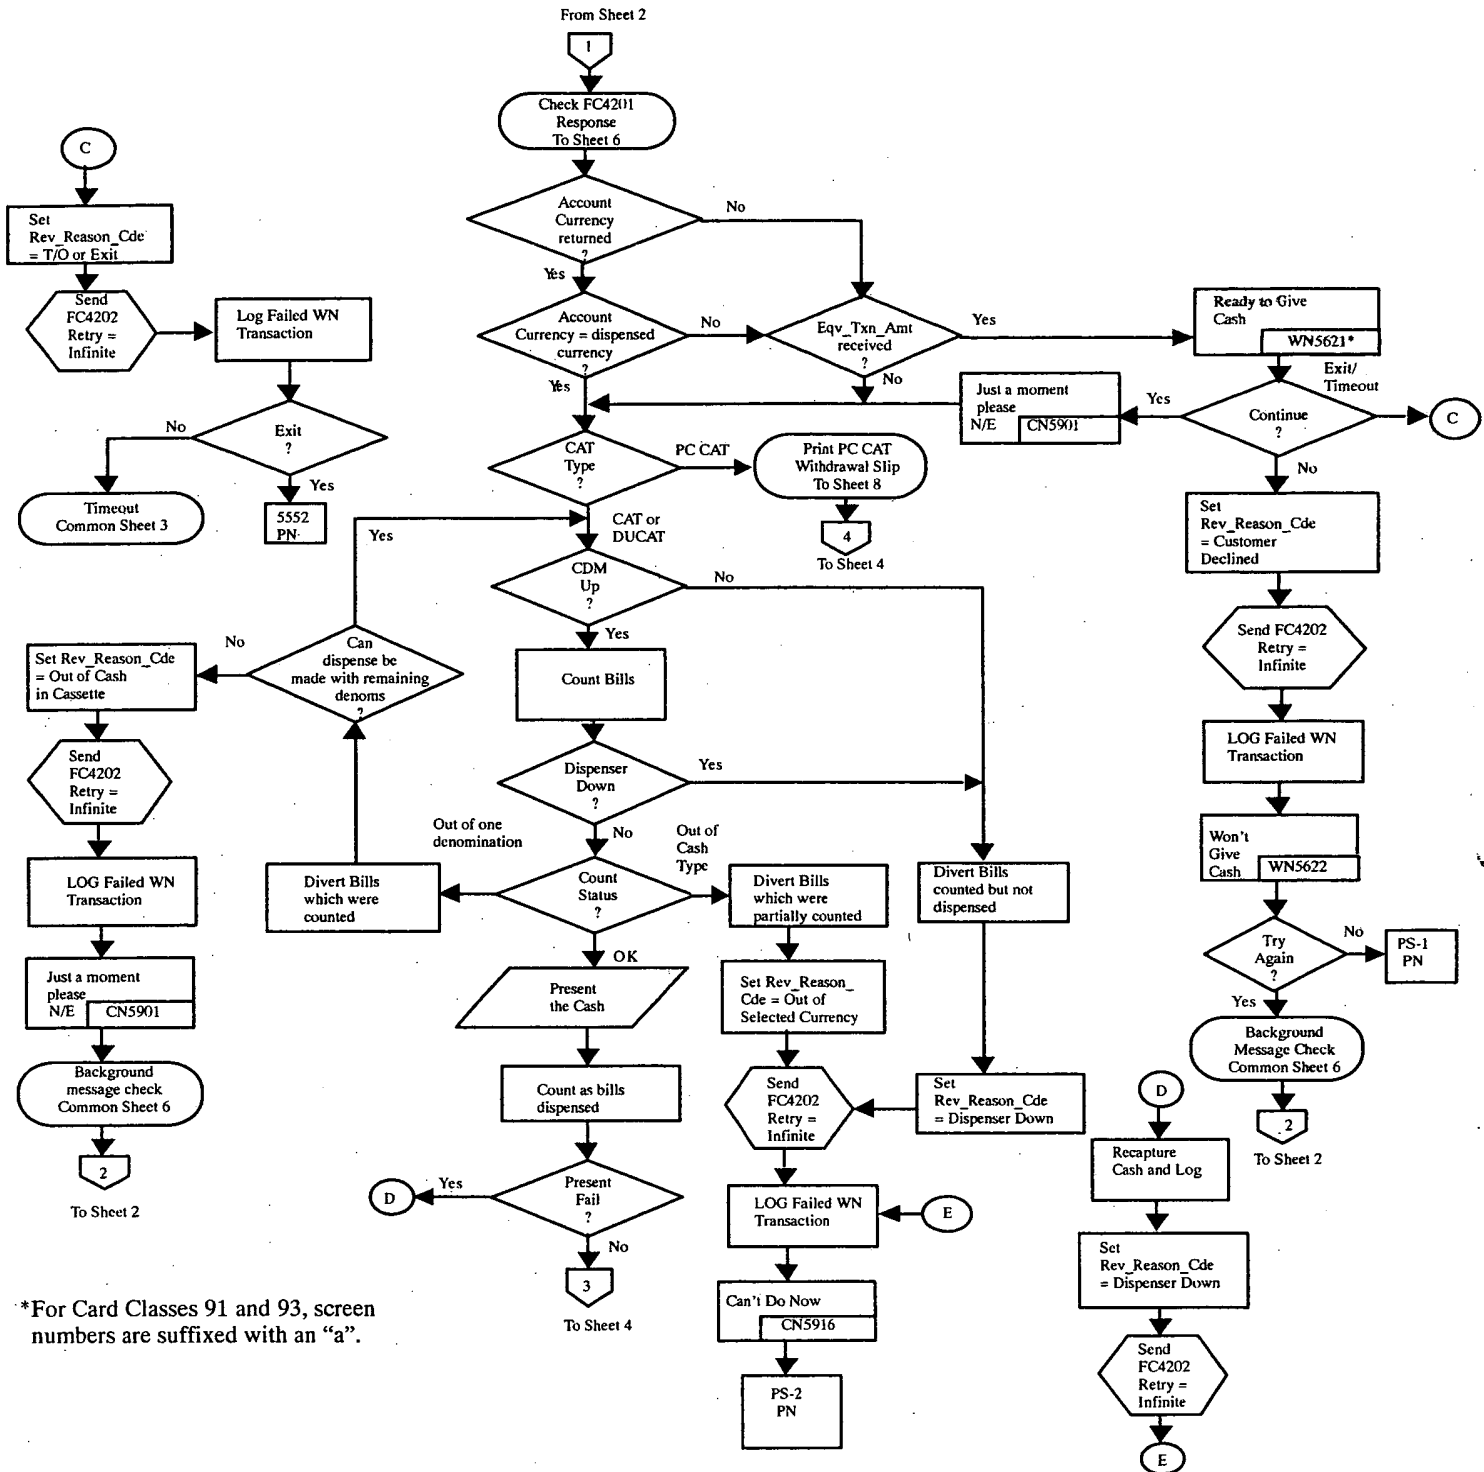 From Sheet 2
1
Check FC4201
Response
To Sheet 6
C
Set
Rev_Reason_Cde
= T/O or Exit
Account
Currency
returned
?
No
Yes
Send
FC4202
Retry =
Infinite
Log Failed WN
Transaction
Account
Currency = dispensed
currency
?
No
Yes
Eqv_Txn_Amt
received
?
Yes
No
Ready to Give
Cash
WN5621*
Exit/
Timeout
Just a moment
please
N/E
CN5901
Yes
Continue
?
C
No
Exit
?
No
Yes
Timeout
Common Sheet 3
5552
PN
CAT
Type
?
PC CAT
Print PC CAT
Withdrawal Slip
To Sheet 8
4
To Sheet 4
CAT or
DUCAT
Yes
Set
Rev_Reason_Cde
= Customer
Declined
CDM
Up
?
No
Yes
Send FC4202
Retry =
Infinite
Can
dispense be
made with remaining
denoms
?
No
Set Rev_Reason_Cde
= Out of Cash
in Cassette
Count Bills
LOG Failed WN
Transaction
Send
FC4202
Retry =
Infinite
Dispenser
Down
?
Yes
No
Out of one
denomination
Out of
Cash
Type
Won't
Give
Cash
WN5622
LOG Failed WN
Transaction
Divert Bills
which were
counted
Count
Status
?
Divert Bills
which were
partially counted
Divert Bills
counted but not
dispensed
OK
Try
Again
?
No
PS-1
PN
Yes
Just a moment
please
N/E
CN5901
Present
the Cash
Set Rev_Reason_
Cde = Out of
Selected Currency
Background
Message Check
Common Sheet 6
2
To Sheet 2
Background
message check
Common Sheet 6
2
To Sheet 2
Count as bills
dispensed
Send
FC4202
Retry =
Infinite
Set
Rev_Reason_Cde
= Dispenser Down
D
Recapture
Cash and Log
D
Yes
Present
Fail
?
No
3
To Sheet 4
LOG Failed WN
Transaction
E
Set
Rev_Reason_Cde
= Dispenser Down
Can't Do Now
CN5916
Send
FC4202
Retry =
Infinite
PS-2
PN
E
*For Card Classes 91 and 93, screen
numbers are suffixed with an “a”.